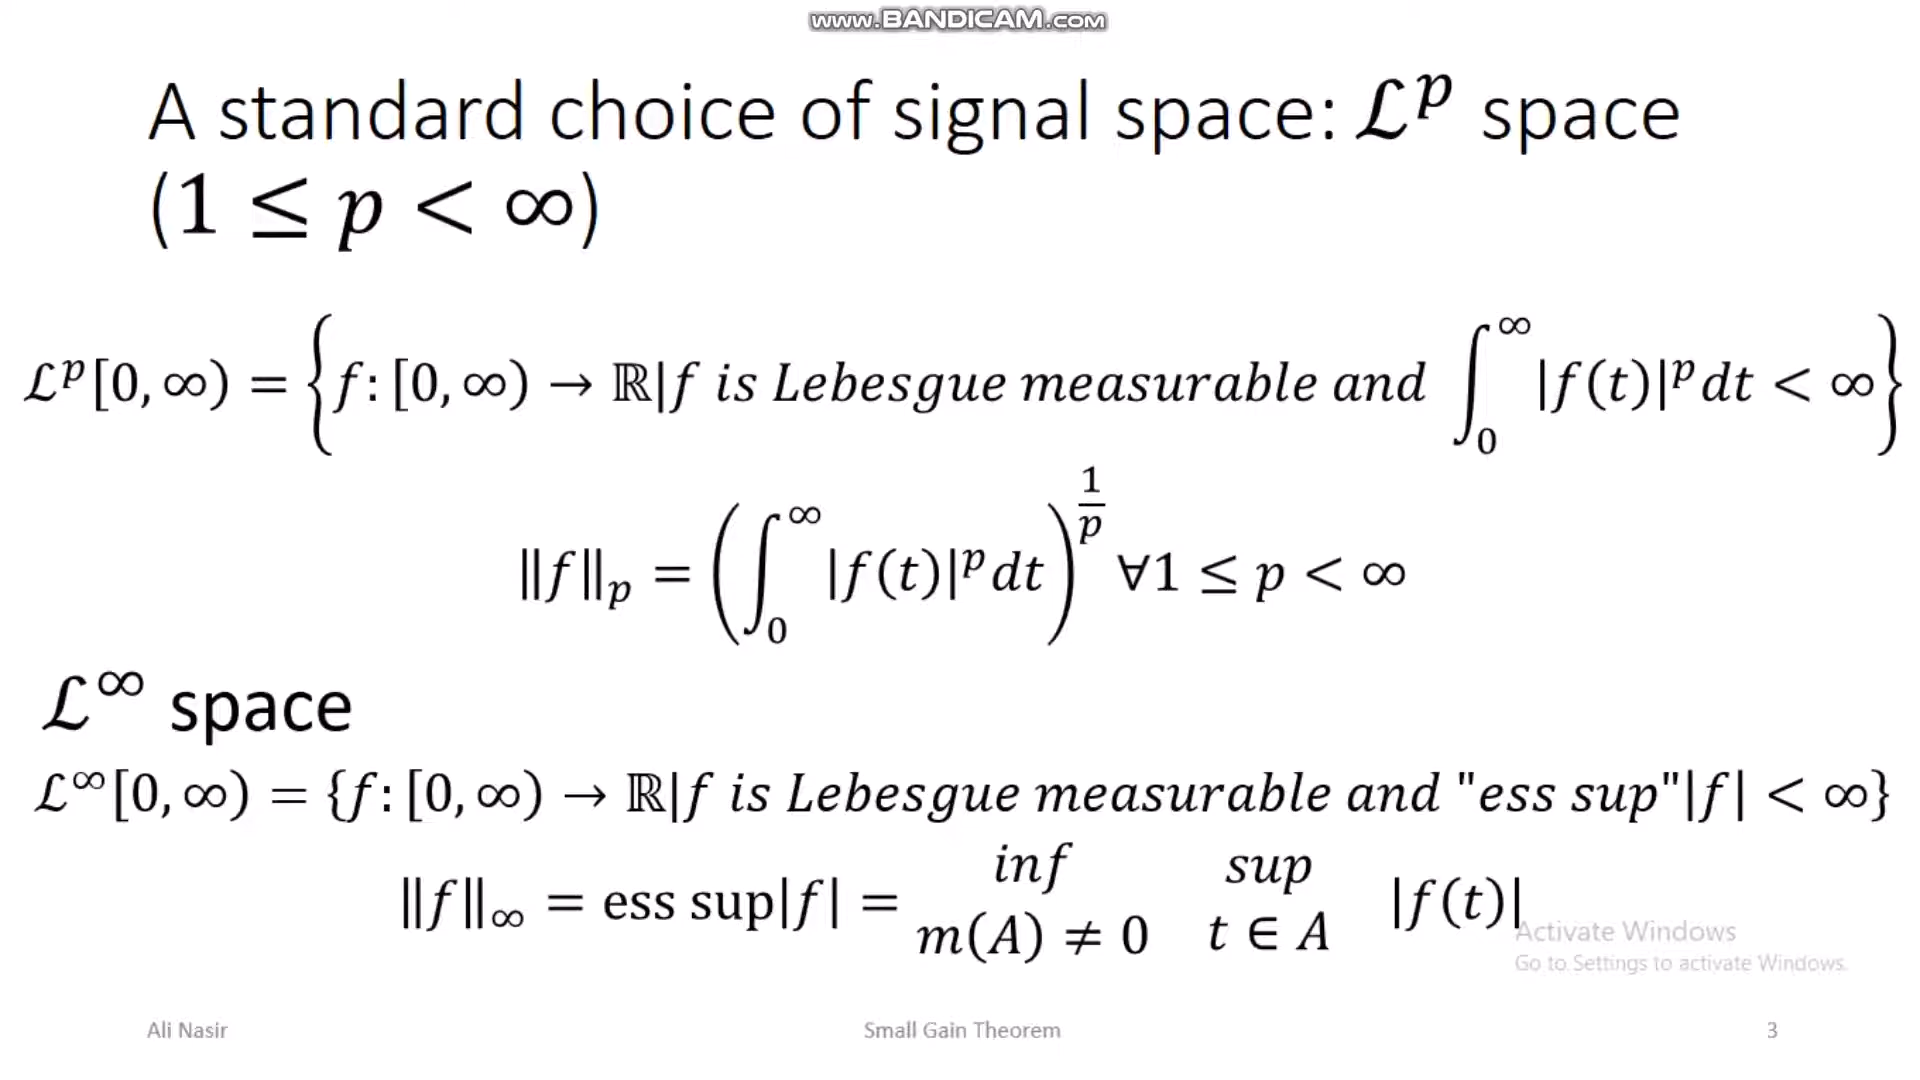 www.BANDICAM.com
A standard choice of signal space: ℒ^p space
(1 ≤ p < ∞)
ℒ^p[0, ∞) = {f: [0, ∞) → ℝ|f is Lebesgue measurable and ∫_0^∞ |f(t)|^p dt < ∞}
‖f‖_p = (∫_0^∞ |f(t)|^p dt)^(1/p) ∀1 ≤ p < ∞
ℒ^∞ space
ℒ^∞[0, ∞) = {f: [0, ∞) → ℝ|f is Lebesgue measurable and "ess sup"|f| < ∞}
‖f‖_∞ = ess sup|f| = inf_{m(A) ≠ 0} sup_{t ∈ A} |f(t)|
Activate Windows
Go to Settings to activate Windows.
Ali Nasir
Small Gain Theorem
3